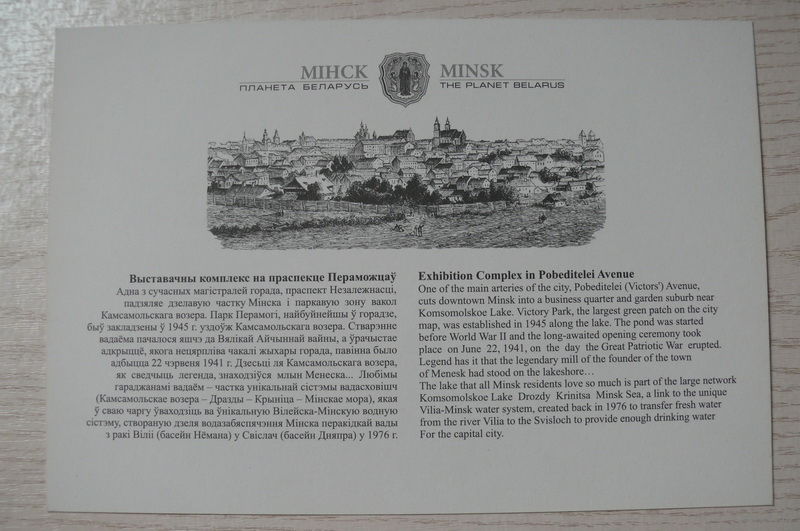 МІНСК
MINSK
ПЛАНЕТА БЕЛАРУСЬ
THE PLANET BELARUS
Выставачны комплекс на праспекце Пераможцаў
Адна з сучасных магістралей горада, праспект Незалежнасці,
падзяляе дзелавую частку Мінска і паркавую зону вакол
Камсамольскага возера. Парк Перамогі, найбуйнейшы ў горадзе,
быў закладзены ў 1945 г. уздоўж Камсамольскага возера. Стварэнне
вадаёма пачалося яшчэ да Вялікай Айчыннай вайны, а ўрачыстае
адкрыццё, якога нецярпліва чакалі жыхары горада, павінна было
адбыцца 22 чэрвеня 1941 г. Дзесьці ля Камсамольскага возера,
як сведчыць легенда, знаходзіўся млын Менеска... Любімы
гараджанамі вадаём – частка унікальнай сістэмы вадасховішч
(Камсамольскае возера – Дразды – Крыніца – Мінскае мора), якая
ў сваю чаргу ўваходзіць ва ўнікальную Вілейска-Мінскую водную
сістэму, створаную дзеля водазабеспячэння Мінска перакідкай вады
з ракі Віліі (басейн Нёмана) у Свіслач (басейн Дняпра) у 1976 г.
Exhibition Complex in Pobeditelei Avenue
One of the main arteries of the city, Pobeditelei (Victors') Avenue,
cuts downtown Minsk into a business quarter and garden suburb near
Komsomolskoe Lake. Victory Park, the largest green patch on the city
map, was established in 1945 along the lake. The pond was started
before World War II and the long-awaited opening ceremony took
place on June 22, 1941, on the day the Great Patriotic War erupted.
Legend has it that the legendary mill of the founder of the town
of Menesk had stood on the lakeshore…
The lake that all Minsk residents love so much is part of the large network
Komsomolskoe Lake Drozdy Krinitsa Minsk Sea, a link to the unique
Vilia-Minsk water system, created back in 1976 to transfer fresh water
from the river Vilia to the Svisloch to provide enough drinking water
For the capital city.